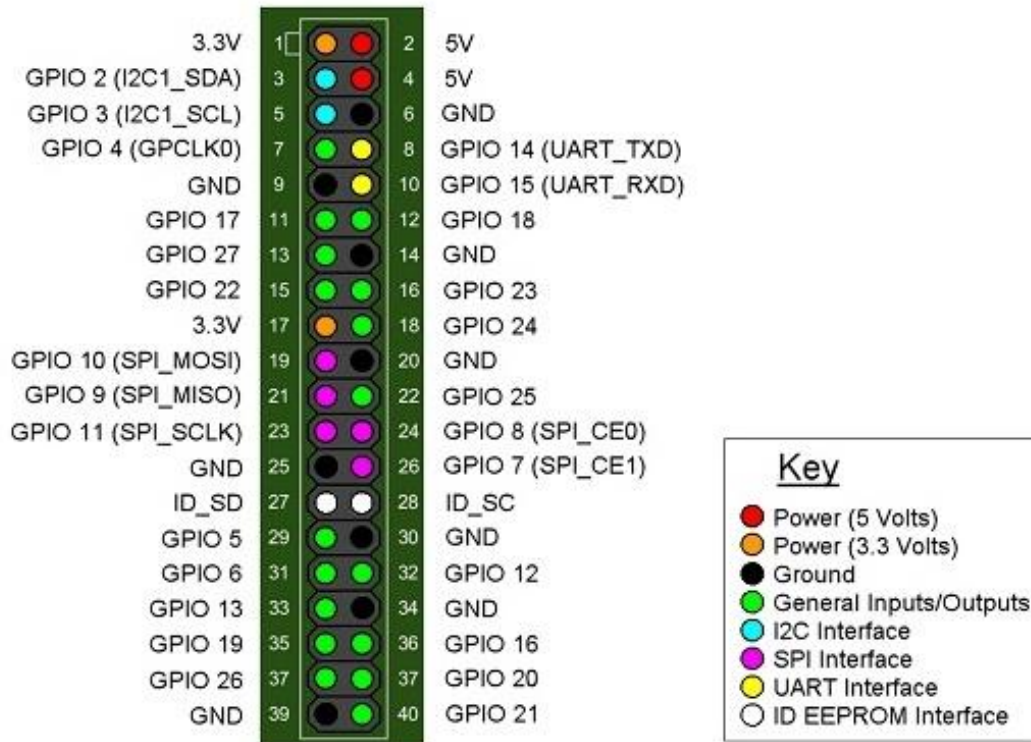 3.3V 1 2 5V
GPIO 2 (I2C1_SDA) 3 4 5V
GPIO 3 (I2C1_SCL) 5 6 GND
GPIO 4 (GPCLK0) 7 8 GPIO 14 (UART_TXD)
GND 9 10 GPIO 15 (UART_RXD)
GPIO 17 11 12 GPIO 18
GPIO 27 13 14 GND
GPIO 22 15 16 GPIO 23
3.3V 17 18 GPIO 24
GPIO 10 (SPI_MOSI) 19 20 GND
GPIO 9 (SPI_MISO) 21 22 GPIO 25
GPIO 11 (SPI_SCLK) 23 24 GPIO 8 (SPI_CE0)
GND 25 26 GPIO 7 (SPI_CE1)
ID_SD 27 28 ID_SC
GPIO 5 29 30 GND
GPIO 6 31 32 GPIO 12
GPIO 13 33 34 GND
GPIO 19 35 36 GPIO 16
GPIO 26 37 37 GPIO 20
GND 39 40 GPIO 21
Key
Power (5 Volts)
Power (3.3 Volts)
Ground
General Inputs/Outputs
I2C Interface
SPI Interface
UART Interface
ID EEPROM Interface